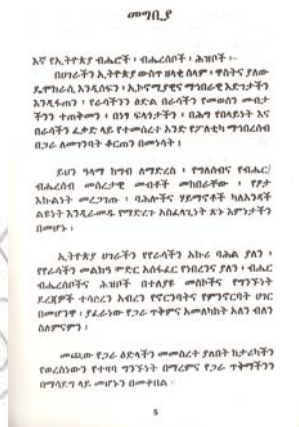 መግቢያ
እኛ የኢትዮጵያ ብሔሮች ፣ ብሔረሰቦች ፣ ሕዝቦች ፦
በሀገራችን ኢትዮጵያ ውስጥ ዘላቂ ሰላም ፣ ዋስትና ያለው
ዴሞክራሲ እንዲሰፍን ፣ ኢኮኖሚያዊና ማኅበራዊ እድገታችን
እንዲፋጠን ፣ የራሳችንን ዕድል በራሳችን የመወሰን መብታ
ችንን ተጠቅመን ፣ በነፃ ፍላጎታችን ፣ በሕግ የበላይነት እና
በራሳችን ፈቃድ ላይ የተመሰረተ አንድ የፖለቲካ ማኅበረሰብ
በጋራ ለመገንባት ቆርጠን በመነሳት ፣
ይህን ዓላማ ከግብ ለማድረስ ፣ የግለሰብና የብሔር/
ብሔረሰብ መሰረታዊ መብቶች መከበራቸው ፣ የፆታ
እኩልነት መረጋገጡ ፣ ባሕሎችና ሃይማኖቶች ካለአንዳች
ልዩነት እንዲራመዱ የማድረጉ አስፈላጊነት ጽኑ እምነታችን
በመሆኑ ፣
ኢትዮጵያ ሀገራችን የየራሳችን አኩሪ ባሕል ያለን ፣
የየራሳችን መልክዐ ምድር አሰፋፈር የነበረንና ያለን ፣ ብሔር
ብሔረሰቦችና ሕዝቦች በተለያዩ መስኮችና የግንኙነት
ደረጃዎች ተሳስረን አብረን የኖርንባትና የምንኖርባት ሀገር
በመሆንዋ ፣ ያፈራነው የጋራ ጥቅምና አመለካከት አለን ብለን
ስለምናምን ፣
መጪው የጋራ ዕድላችን መመስረት ያለበት ከታሪካችን
የወረስነውን የተዛባ ግንኙነት በማረምና የጋራ ጥቅማችንን
በማሳደግ ላይ መሆኑን በመቀበል
5